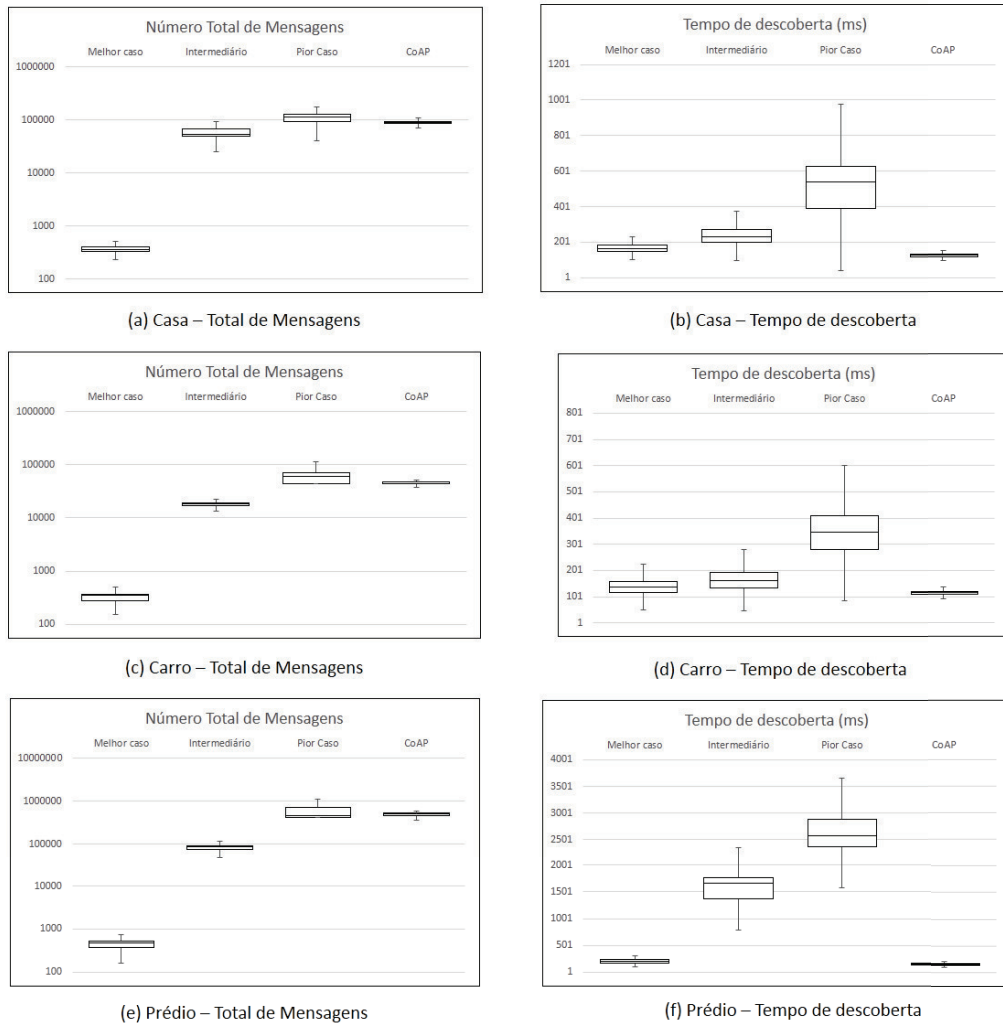 Número Total de Mensagens
Melhor caso Intermediário Pior Caso CoAP
1000000
100000
10000
1000
100
(a) Casa – Total de Mensagens
Tempo de descoberta (ms)
Melhor caso Intermediário Pior Caso CoAP
1201
1001
801
601
401
201
1
(b) Casa – Tempo de descoberta
Número Total de Mensagens
Melhor caso Intermediário Pior Caso CoAP
1000000
100000
10000
1000
100
(c) Carro – Total de Mensagens
Tempo de descoberta (ms)
Melhor caso Intermediário Pior Caso CoAP
801
701
601
501
401
301
201
101
1
(d) Carro – Tempo de descoberta
Número Total de Mensagens
Melhor caso Intermediário Pior Caso CoAP
10000000
1000000
100000
10000
1000
100
(e) Prédio – Total de Mensagens
Tempo de descoberta (ms)
Melhor caso Intermediário Pior Caso CoAP
4001
3501
3001
2501
2001
1501
1001
501
1
(f) Prédio – Tempo de descoberta